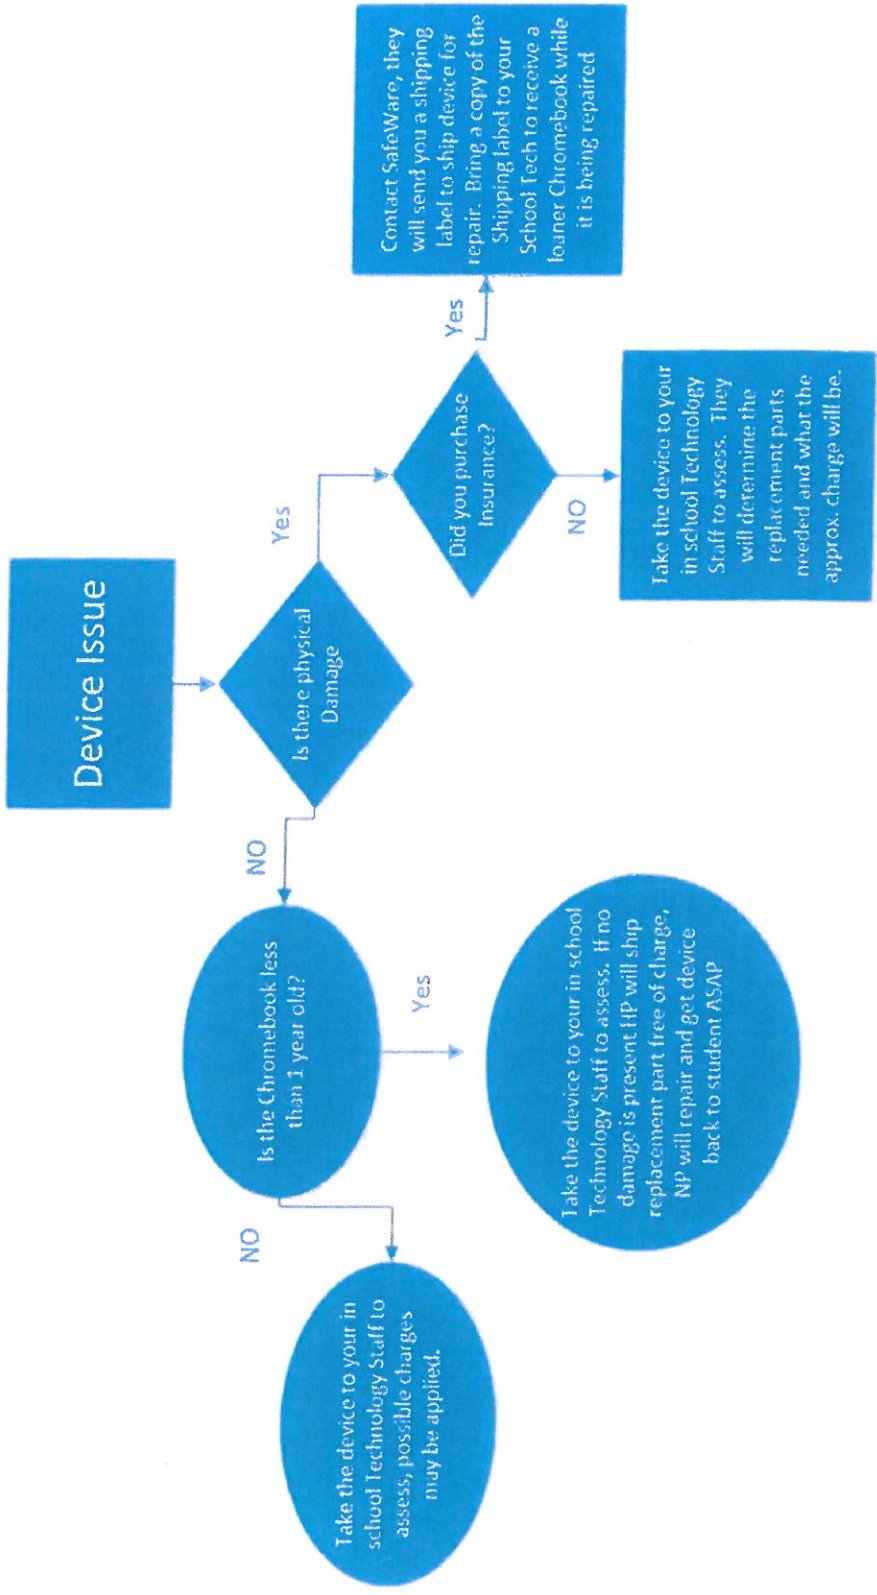 Device Issue
Is there physical
Damage
NO
Yes
Is the Chromebook less
than 1 year old?
Did you purchase
Insurance?
NO
Yes
NO
Yes
Take the device to your in
school Technology Staff to
assess, possible charges
may be applied.
Take the device to your in school
Technology Staff to assess. If no
damage is present HP will ship
replacement part free of charge,
NP will repair and get device
back to student ASAP
Take the device to your
in school Technology
Staff to assess. They
will determine the
replacement parts
needed and what the
approx. charge will be.
Contact SafeWare, they
will send you a shipping
label to ship device for
repair. Bring a copy of the
Shipping label to your
School Tech to receive a
loaner Chromebook while
it is being repaired